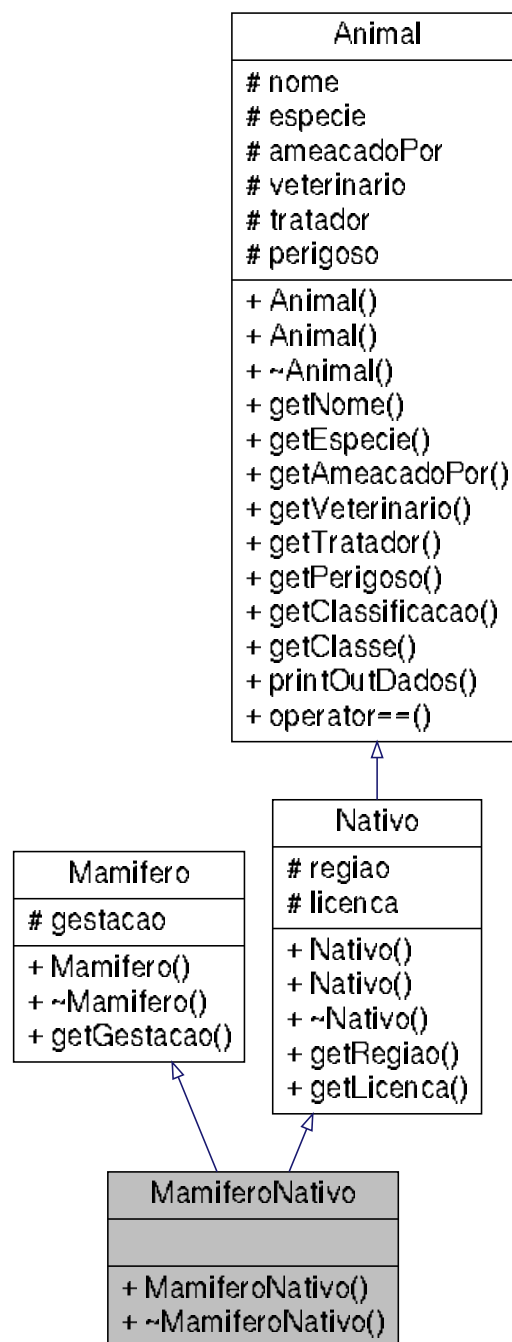 Animal
# nome
# especie
# ameacadoPor
# veterinario
# tratador
# perigoso
+ Animal()
+ Animal()
+ ~Animal()
+ getNome()
+ getEspecie()
+ getAmeacadoPor()
+ getVeterinario()
+ getTratador()
+ getPerigoso()
+ getClassificacao()
+ getClasse()
+ printOutDados()
+ operator==()
Mamifero
# gestacao
+ Mamifero()
+ ~Mamifero()
+ getGestacao()
Nativo
# regiao
# licenca
+ Nativo()
+ Nativo()
+ ~Nativo()
+ getRegiao()
+ getLicenca()
MamiferoNativo
+ MamiferoNativo()
+ ~MamiferoNativo()